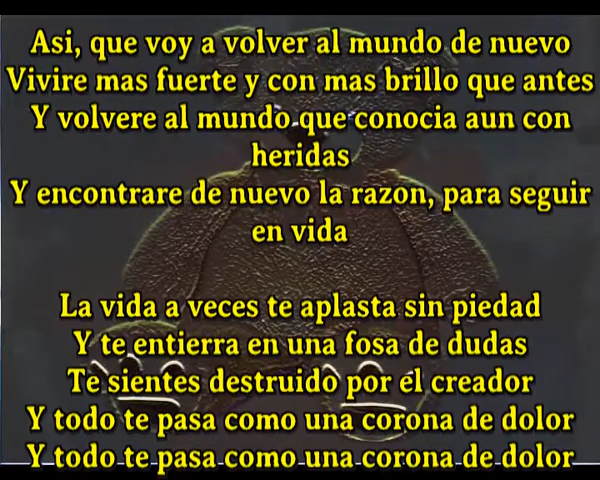 Asi, que voy a volver al mundo de nuevo
Vivire mas fuerte y con mas brillo que antes
Y volvere al mundo que conocia aun con
heridas
Y encontrare de nuevo la razon, para seguir
en vida
La vida a veces te aplasta sin piedad
Y te entierra en una fosa de dudas
Te sientes destruido por el creador
Y todo te pasa como una corona de dolor
Y todo te pasa como una corona de dolor